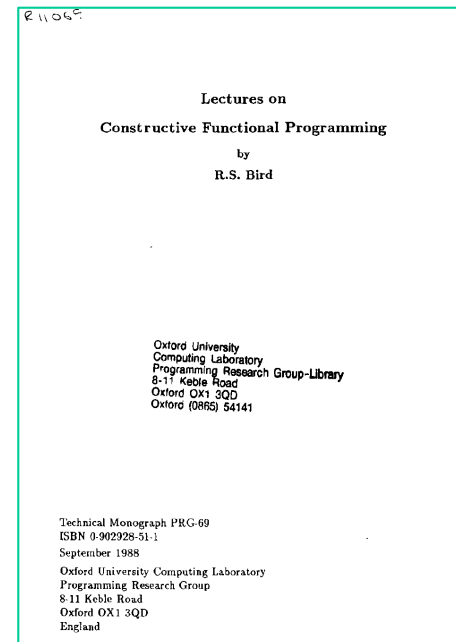 Lectures on
Constructive Functional Programming
by
R.S. Bird
Oxford University
Computing Laboratory
Programming Research Group-Library
8-11 Keble Road
Oxford OX1 3QD
Oxford (0865) 54141
Technical Monograph PRG-69
ISBN 0-902928-51-1
September 1988
Oxford University Computing Laboratory
Programming Research Group
8-11 Keble Road
Oxford OX1 3QD
England